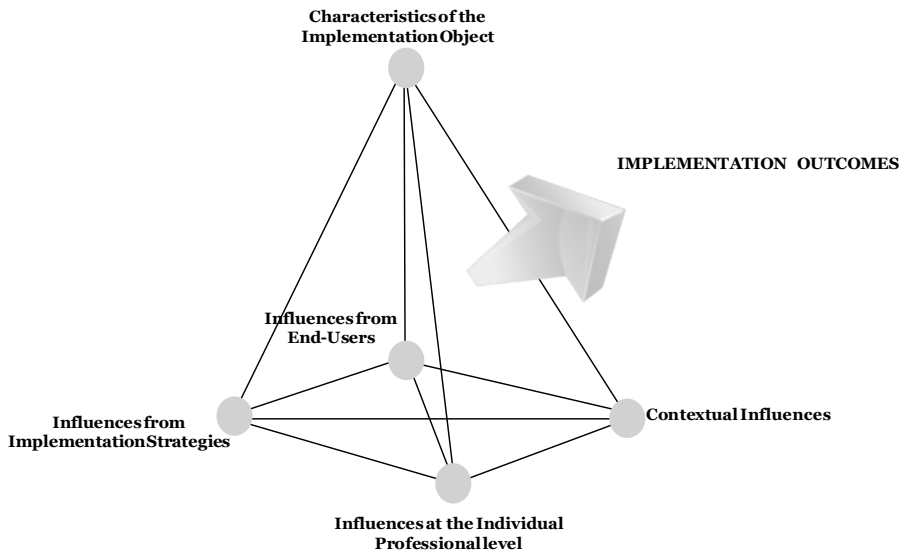 Characteristics of the
Implementation Object
IMPLEMENTATION OUTCOMES
Influences from
End-Users
Influences from
Implementation Strategies
Contextual Influences
Influences at the Individual
Professional level